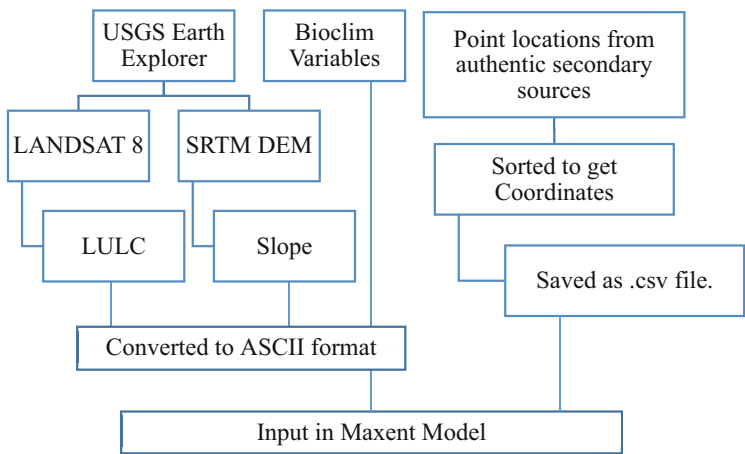 USGS Earth
Explorer
Bioclim
Variables
Point locations from
authentic secondary
sources
LANDSAT 8
SRTM DEM
Sorted to get
Coordinates
LULC
Slope
Saved as .csv file.
Converted to ASCII format
Input in Maxent Model